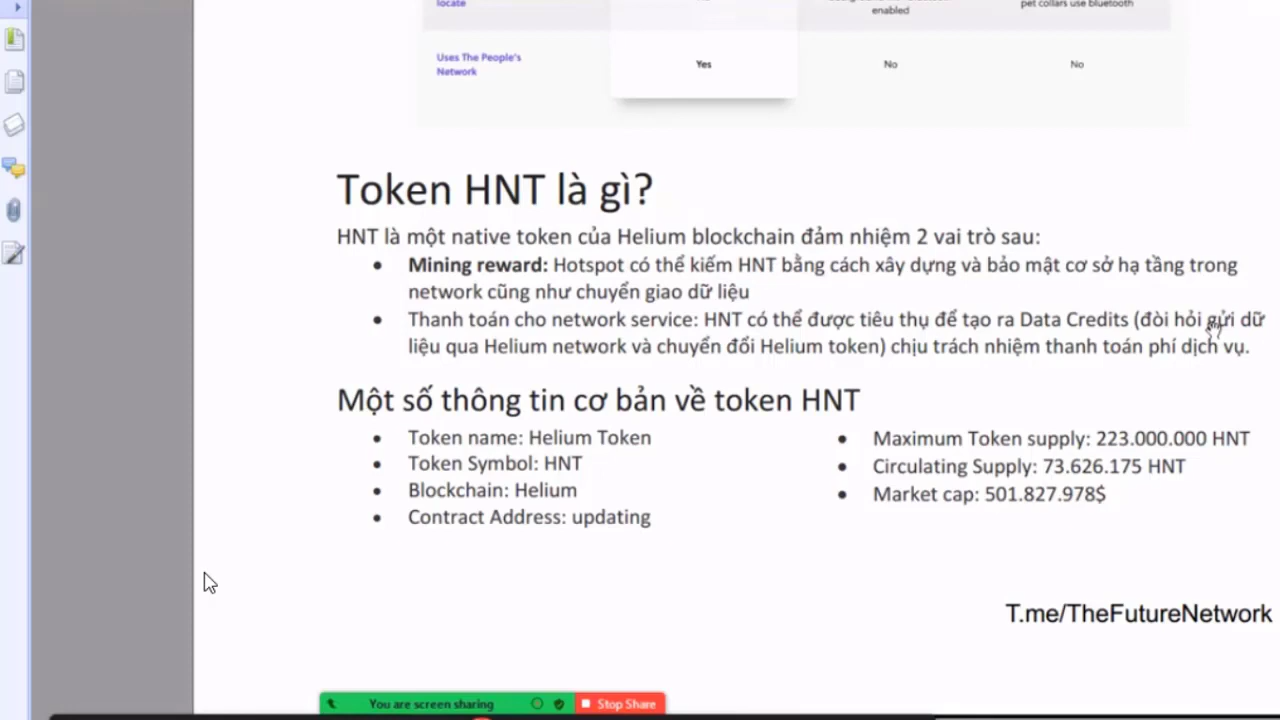 locate
enabled
pet collars use bluetooth
Uses The People's
Network
Yes
No
No
Token HNT là gì?
HNT là một native token của Helium blockchain đảm nhiệm 2 vai trò sau:
• Mining reward: Hotspot có thể kiếm HNT bằng cách xây dựng và bảo mật cơ sở hạ tầng trong
network cũng như chuyển giao dữ liệu
• Thanh toán cho network service: HNT có thể được tiêu thụ để tạo ra Data Credits (đòi hỏi gửi dữ
liệu qua Helium network và chuyển đổi Helium token) chịu trách nhiệm thanh toán phí dịch vụ.
Một số thông tin cơ bản về token HNT
• Token name: Helium Token
• Token Symbol: HNT
• Blockchain: Helium
• Contract Address: updating
• Maximum Token supply: 223.000.000 HNT
• Circulating Supply: 73.626.175 HNT
• Market cap: 501.827.978$
T.me/TheFutureNetwork
You are screen sharing
Stop Share